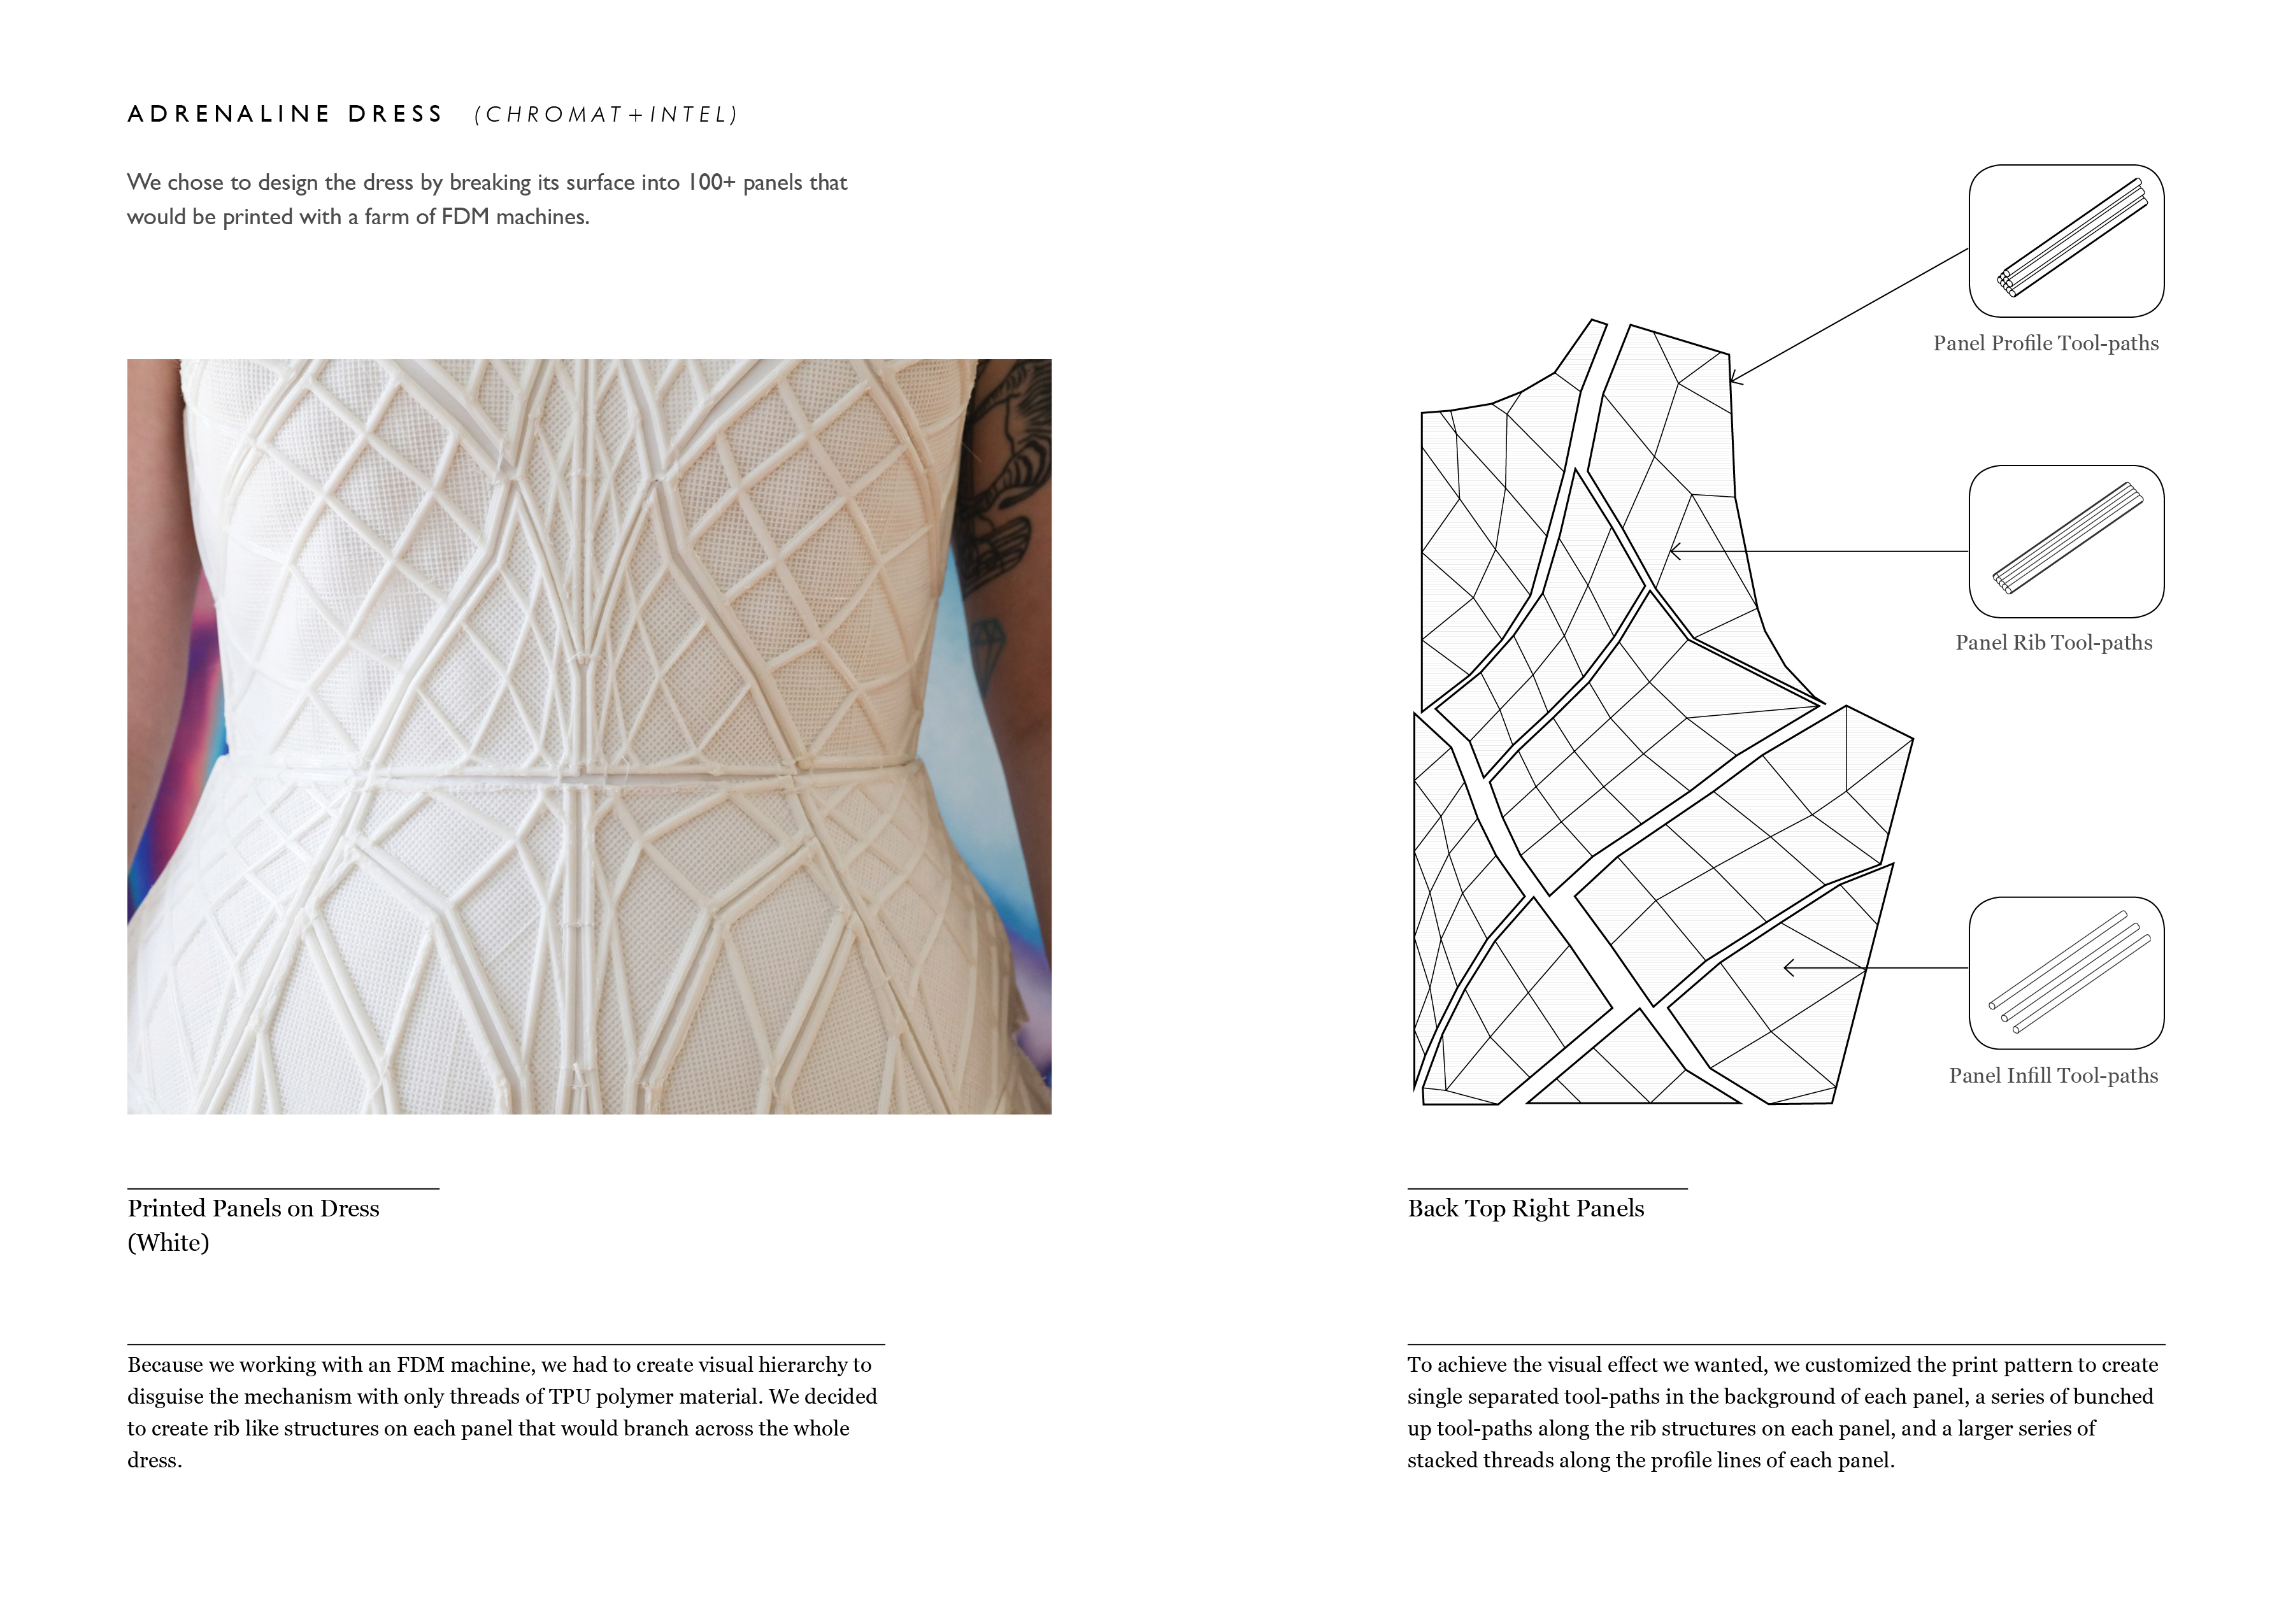 ADRENALINE DRESS (CHROMAT+INTEL)
We chose to design the dress by breaking its surface into 100+ panels that
would be printed with a farm of FDM machines.
Panel Profile Tool-paths
Panel Rib Tool-paths
Panel Infill Tool-paths
Printed Panels on Dress
(White)
Back Top Right Panels
Because we working with an FDM machine, we had to create visual hierarchy to
disguise the mechanism with only threads of TPU polymer material. We decided
to create rib like structures on each panel that would branch across the whole
dress.
To achieve the visual effect we wanted, we customized the print pattern to create
single separated tool-paths in the background of each panel, a series of bunched
up tool-paths along the rib structures on each panel, and a larger series of
stacked threads along the profile lines of each panel.